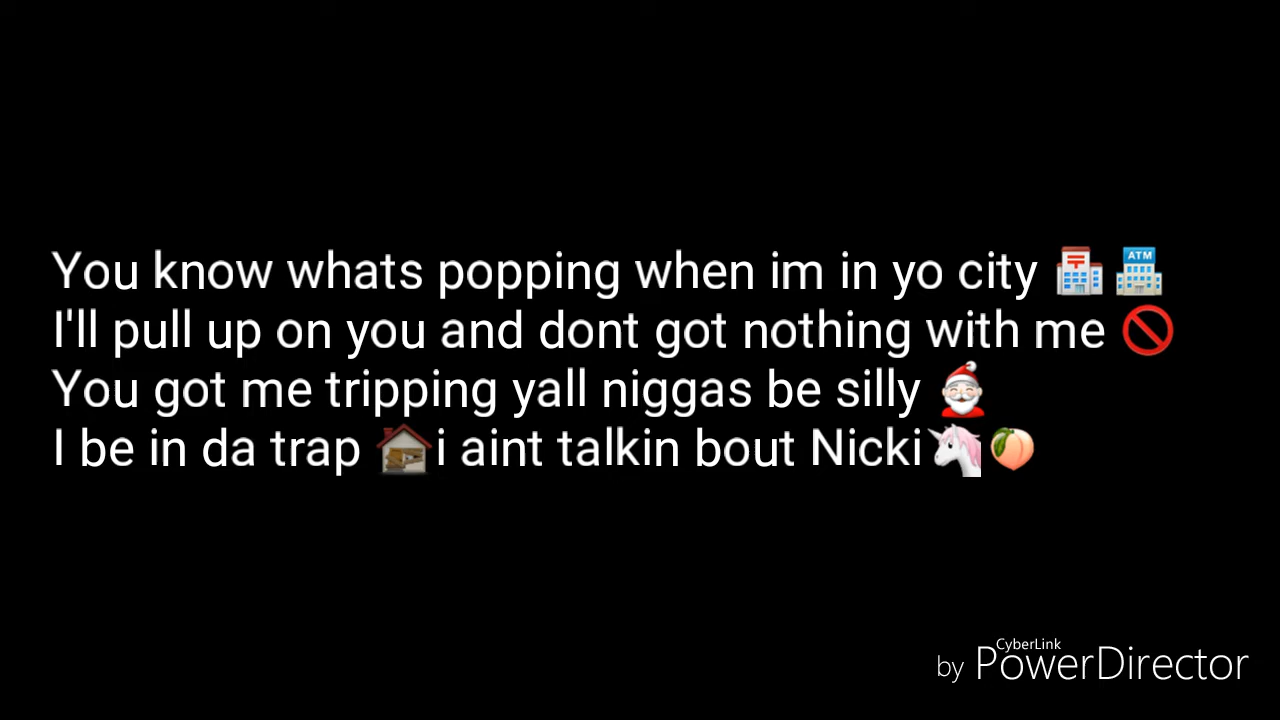 You know whats popping when im in yo city 🏣🏧
I'll pull up on you and dont got nothing with me 🚫
You got me tripping yall niggas be silly 🎅
I be in da trap 🏚i aint talkin bout Nicki🦄🍑
CyberLink
by PowerDirector